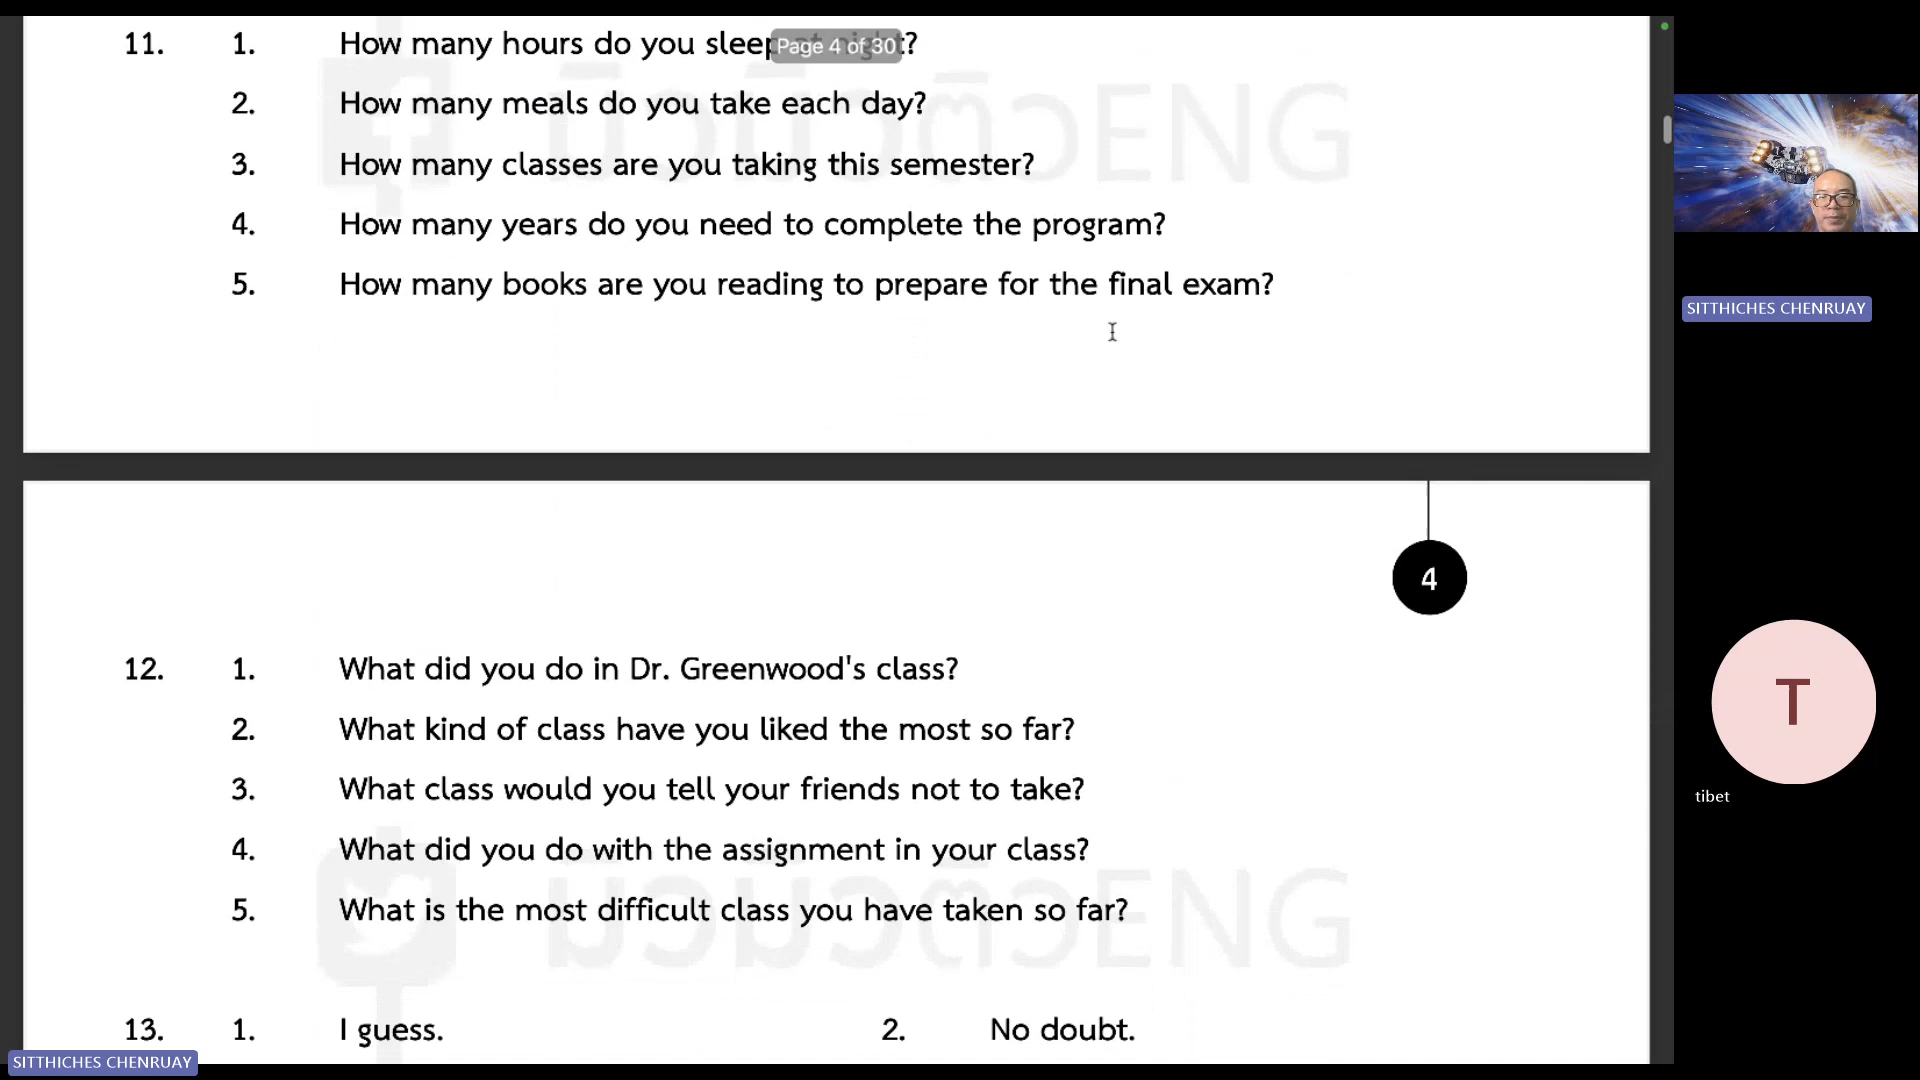 11. 1. How many hours do you sleep at night?
Page 4 of 30
2. How many meals do you take each day?
3. How many classes are you taking this semester?
4. How many years do you need to complete the program?
5. How many books are you reading to prepare for the final exam?
4
12. 1. What did you do in Dr. Greenwood's class?
2. What kind of class have you liked the most so far?
3. What class would you tell your friends not to take?
4. What did you do with the assignment in your class?
5. What is the most difficult class you have taken so far?
13. 1. I guess. 2. No doubt.
SITTHICHES CHENRUAY
SITTHICHES CHENRUAY
T
tibet
ENG
ENG